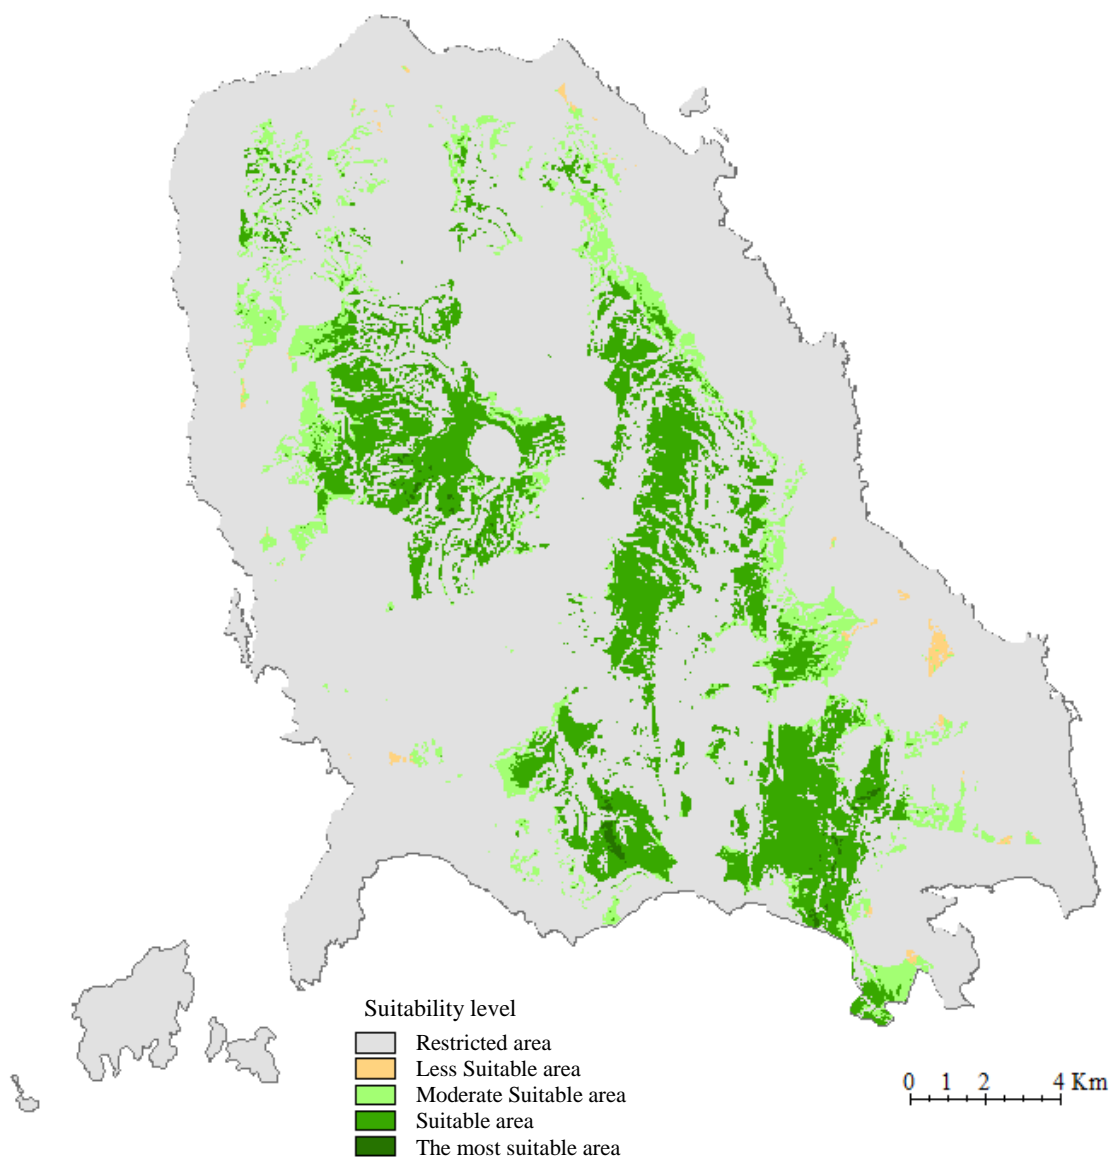 Suitability level
Restricted area
Less Suitable area
Moderate Suitable area
Suitable area
The most suitable area
0 1 2 4 Km